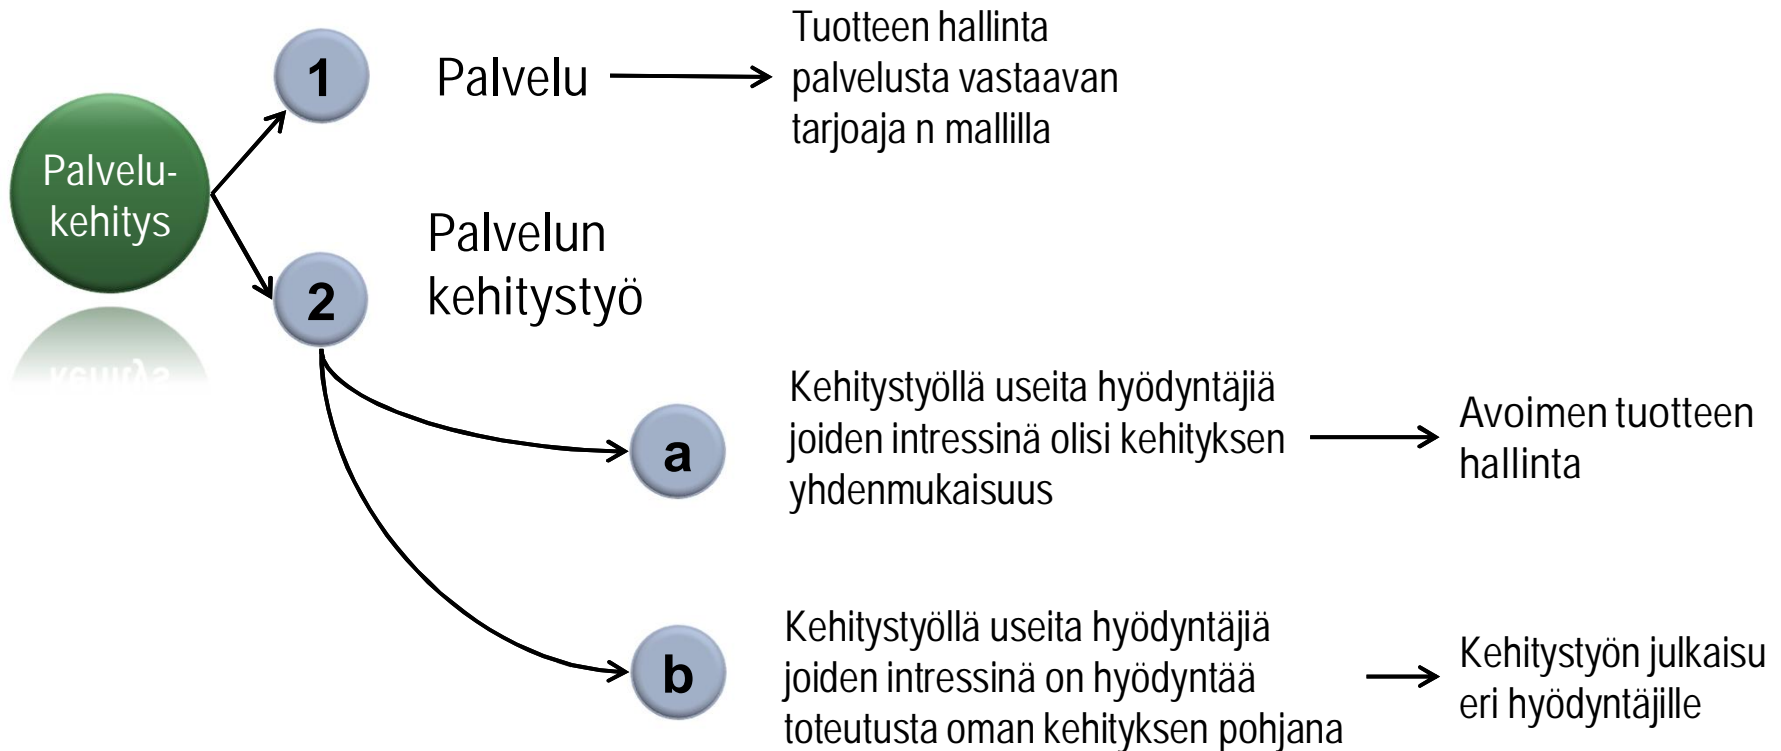 Palvelu-
kehitys
1
Palvelu
Tuotteen hallinta
palvelusta vastaavan
tarjoaja n mallilla
2
Palvelun
kehitystyö
a
Kehitystyöllä useita hyödyntäjiä
joiden intressinä olisi kehityksen
yhdenmukaisuus
Avoimen tuotteen
hallinta
b
Kehitystyöllä useita hyödyntäjiä
joiden intressinä on hyödyntää
toteutusta oman kehityksen pohjana
Kehitystyön julkaisu
eri hyödyntäjille